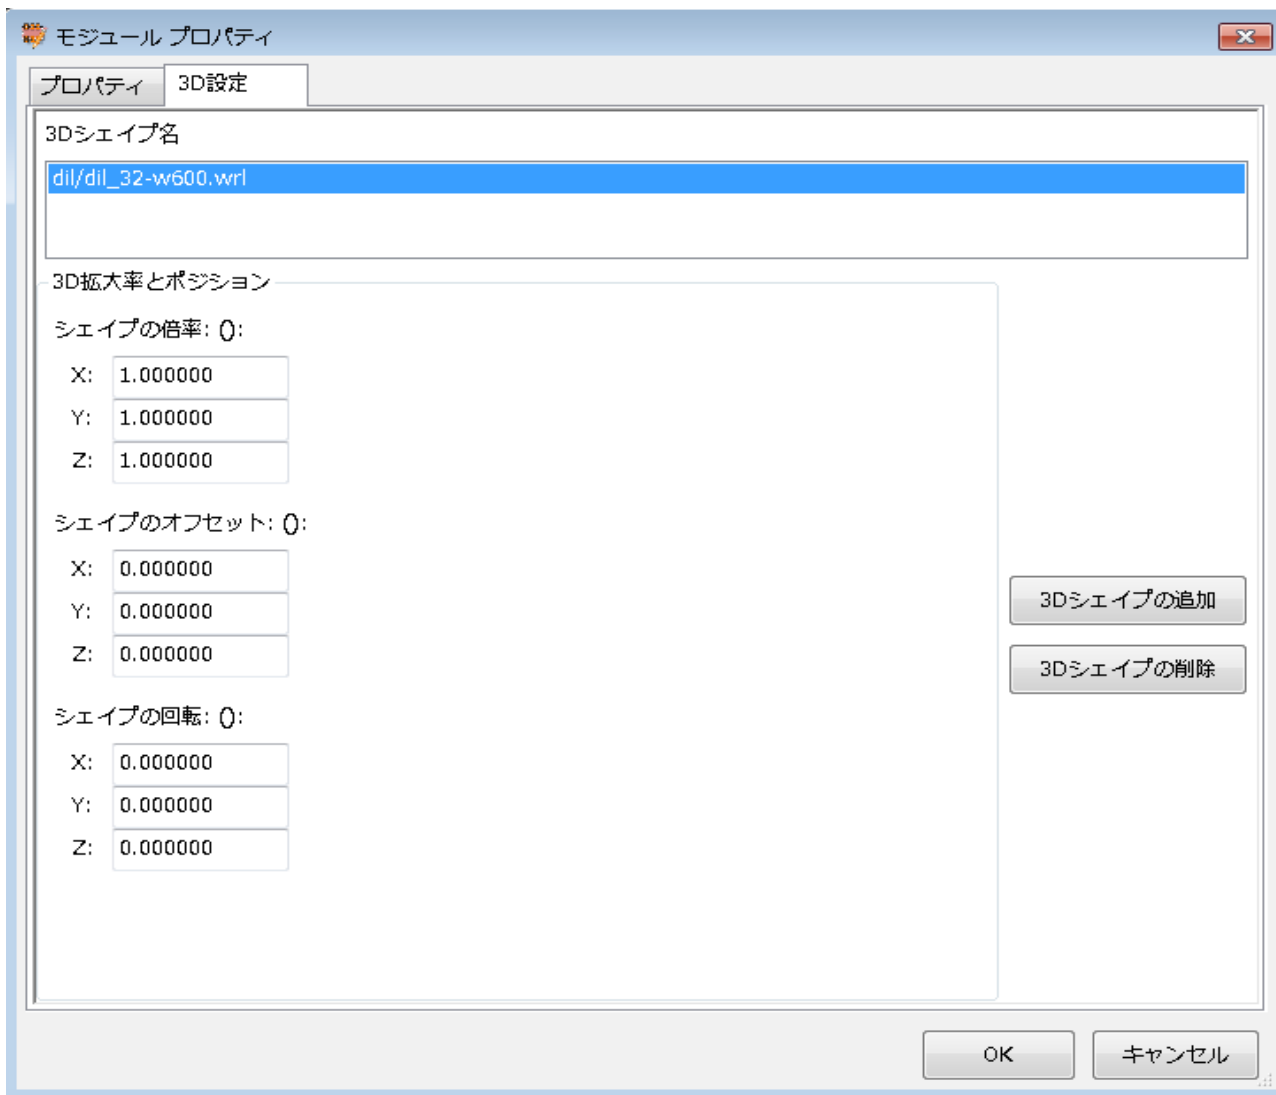 モジュール プロパティ
プロパティ 3D設定
3Dシェイプ名
dil/dil_32-w600.wrl
3D拡大率とポジション
シェイプの倍率: ():
X: 1.000000
Y: 1.000000
Z: 1.000000
シェイプのオフセット: ():
X: 0.000000
Y: 0.000000
Z: 0.000000
3Dシェイプの追加
3Dシェイプの削除
シェイプの回転: ():
X: 0.000000
Y: 0.000000
Z: 0.000000
OK キャンセル